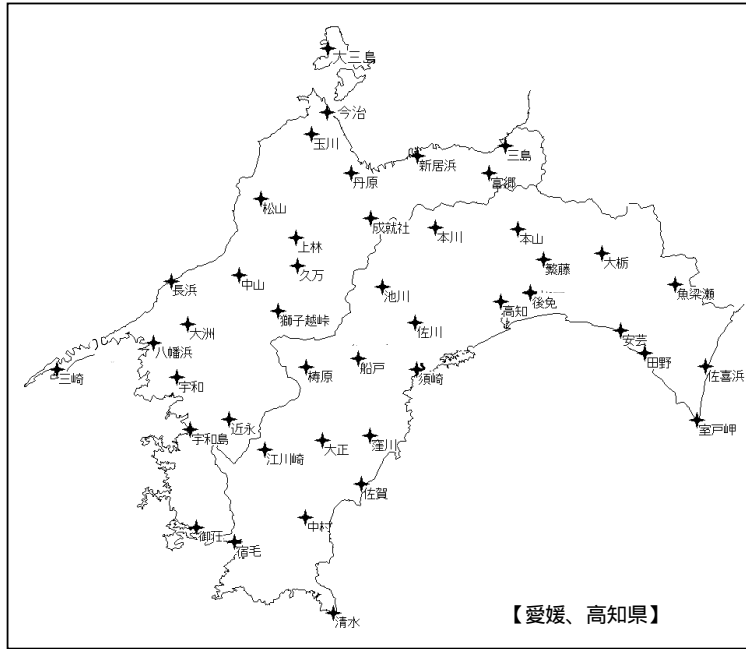 大三島
今治
玉川
新居浜
三島
丹原
富郷
松山
成就社
本川
本山
上林
繁藤
大栃
久万
中山
長浜
池川
魚梁瀬
高知
後免
獅子越峠
佐川
大洲
安芸
八幡浜
田野
三崎
宇和
梼原
船戸
須崎
佐喜浜
室戸岬
近永
宇和島
江川崎
大正
窪川
佐賀
中村
御荘
宿毛
清水
【愛媛、高知県】